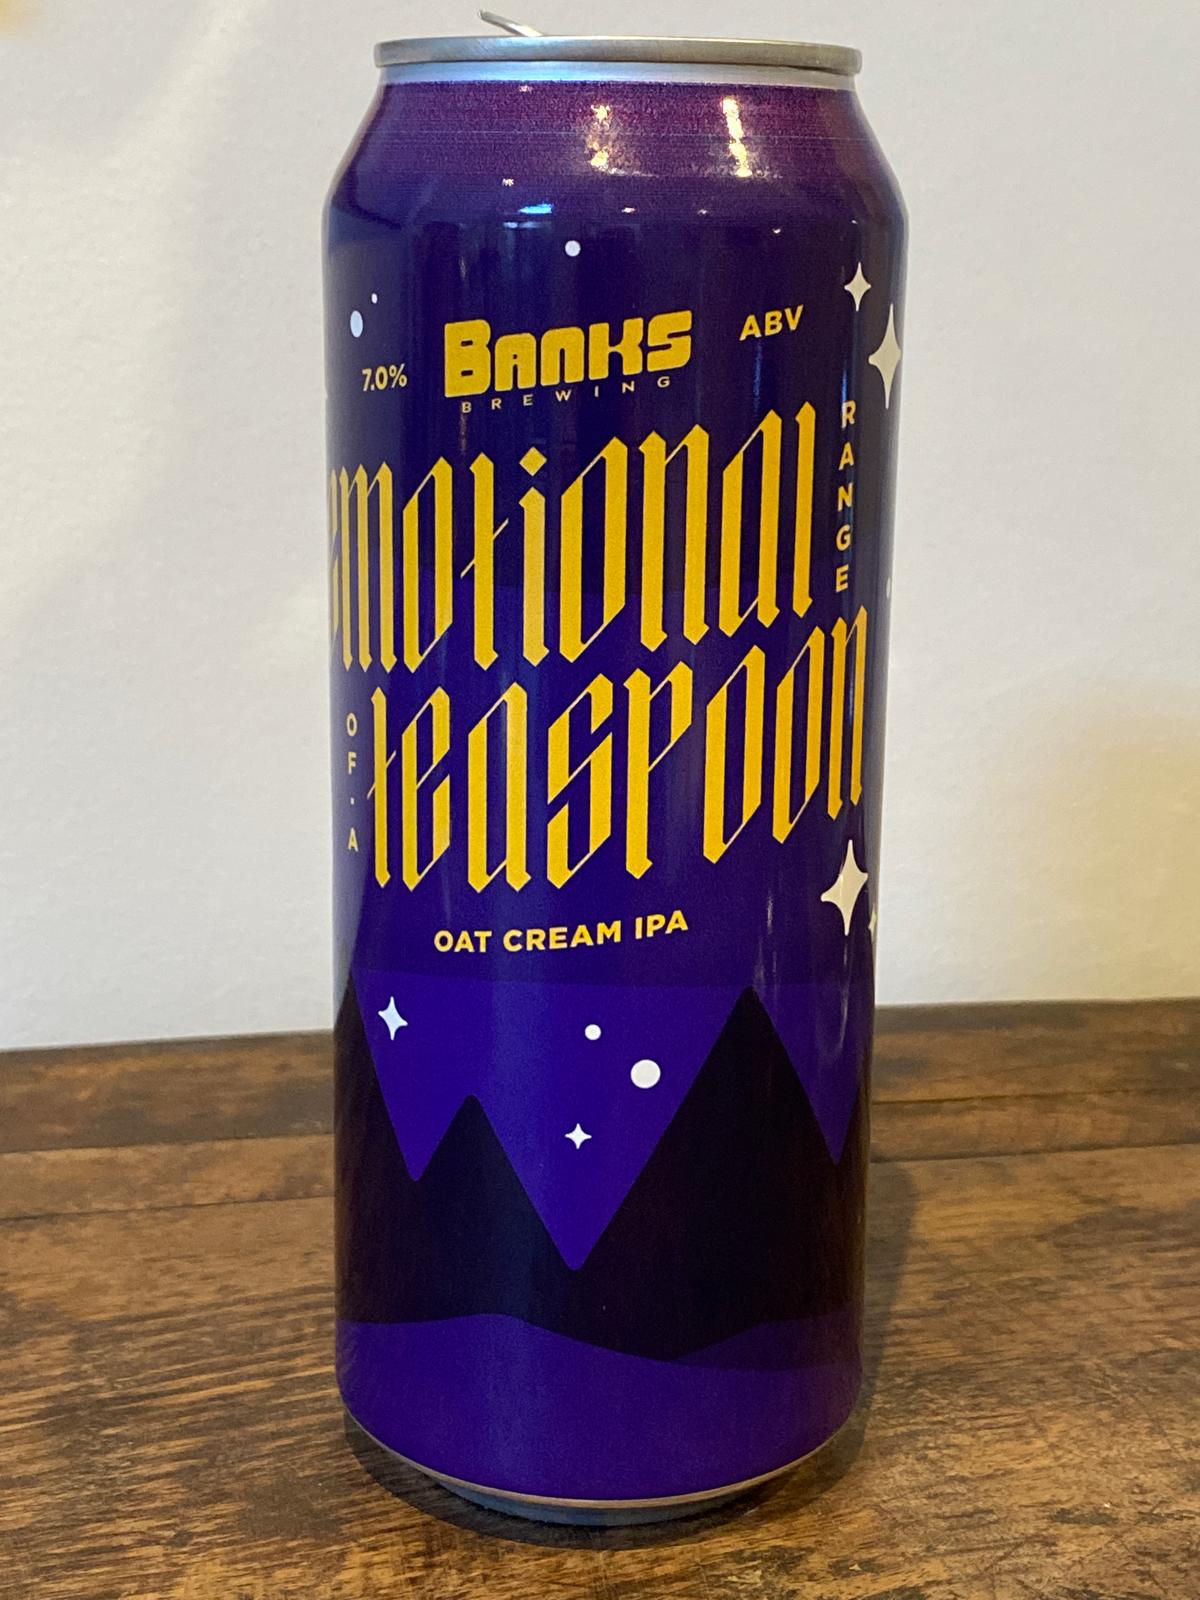 7.0%
BANKS
BREWING
ABV
emotional
RANGE
OF·A
teaspoon
OAT CREAM IPA